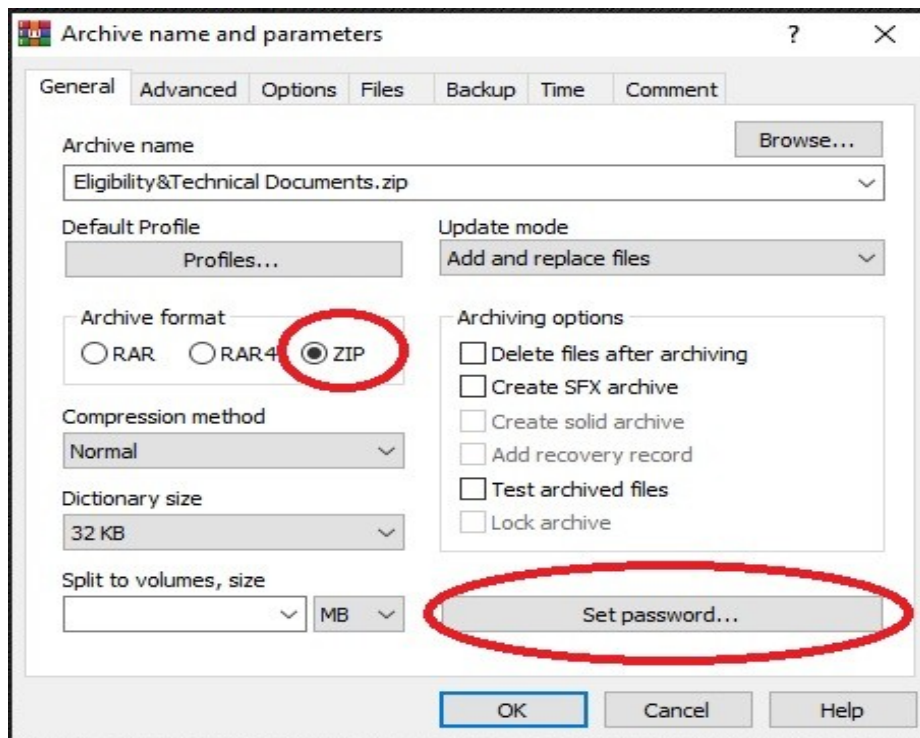 Archive name and parameters
?
General Advanced Options Files Backup Time Comment
Archive name
Browse...
Eligibility&Technical Documents.zip
Default Profile
Update mode
Profiles...
Add and replace files
Archive format
Archiving options
RAR RAR4 ZIP
Delete files after archiving
Create SFX archive
Compression method
Create solid archive
Normal
Add recovery record
Dictionary size
Test archived files
32 KB
Lock archive
Split to volumes, size
MB
Set password...
OK Cancel Help